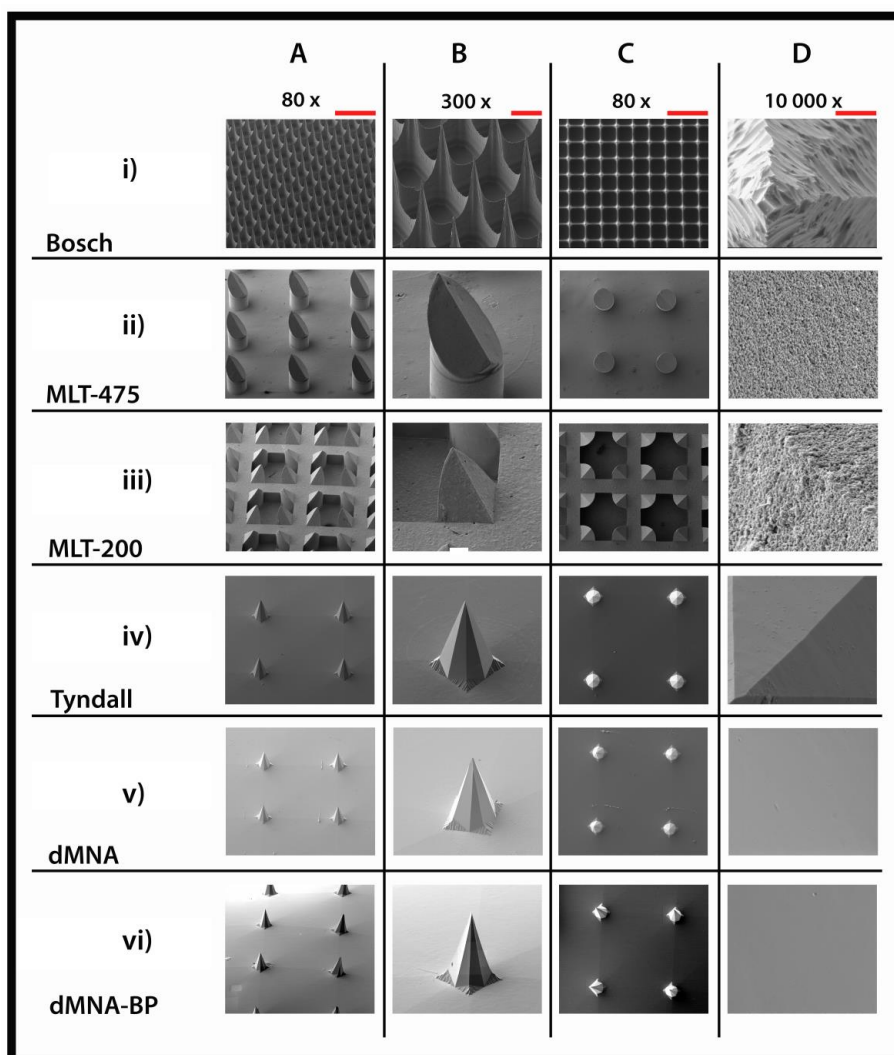 A B C D
80 x 300 x 80 x 10 000 x
i)
Bosch
ii)
MLT-475
iii)
MLT-200
iv)
Tyndall
v)
dMNA
vi)
dMNA-BP